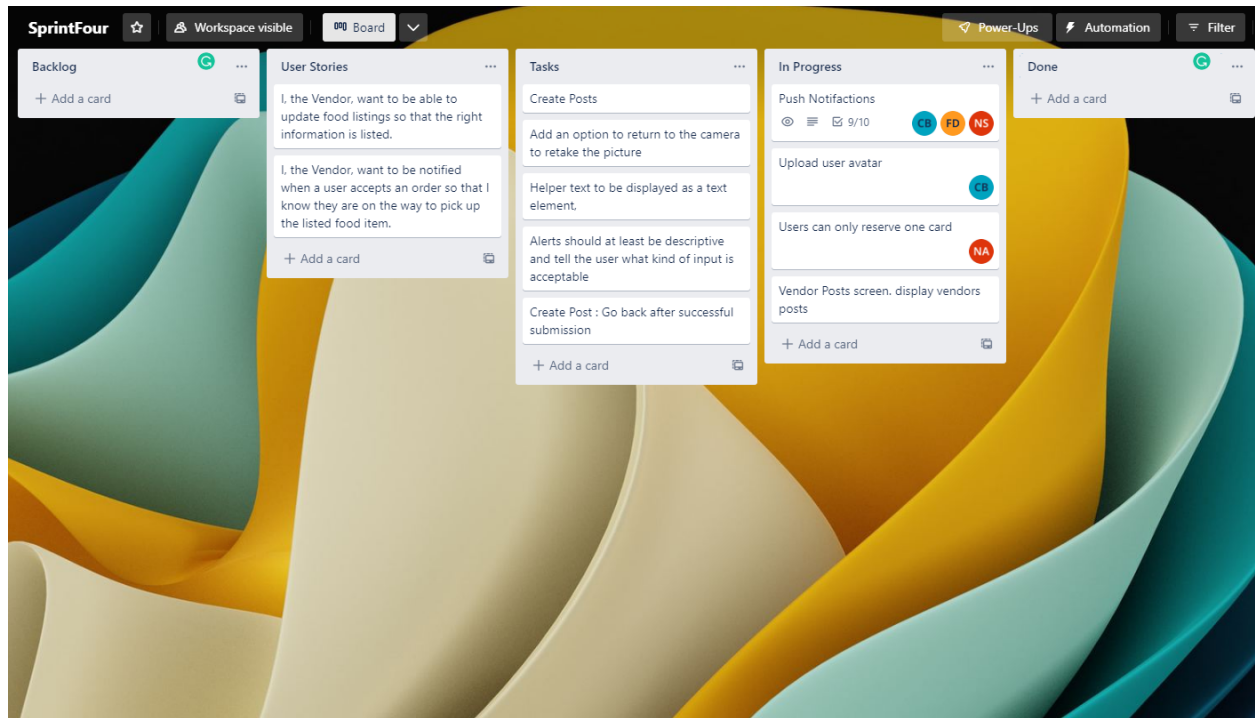 SprintFour
Workspace visible
Board
Power-Ups
Automation
Filter
Backlog
Add a card
User Stories
I, the Vendor, want to be able to
update food listings so that the right
information is listed.
I, the Vendor, want to be notified
when a user accepts an order so that I
know they are on the way to pick up
the listed food item.
Add a card
Tasks
Create Posts
Add an option to return to the camera
to retake the picture
Helper text to be displayed as a text
element,
Alerts should at least be descriptive
and tell the user what kind of input is
acceptable
Create Post : Go back after successful
submission
Add a card
In Progress
Push Notifactions
9/10
CB FD NS
Upload user avatar
CB
Users can only reserve one card
NA
Vendor Posts screen. display vendors
posts
Add a card
Done
Add a card